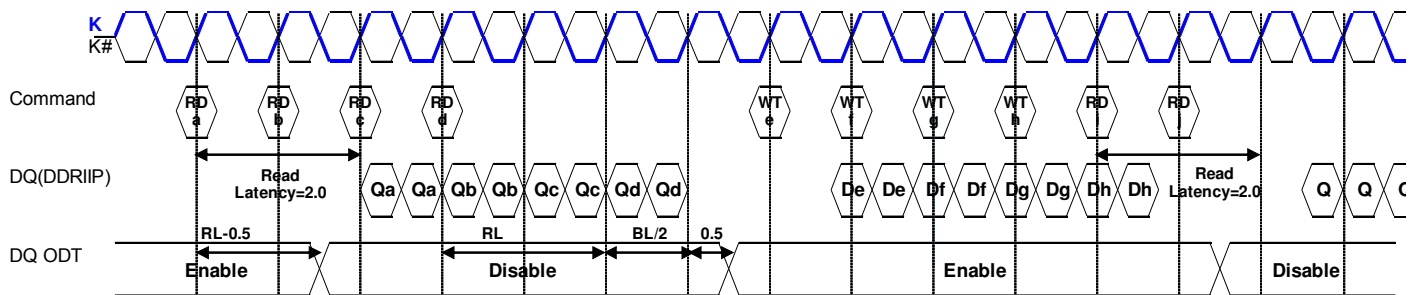 K
K#
Command
RD a RD b RD c RD d WT e WT f WT g WT h RD i RD j
DQ(DDRIIP)
Read Latency=2.0
Qa Qa Qb Qb Qc Qc Qd Qd De De Df Df Dg Dg Dh Dh
Read Latency=2.0
Q Q
DQ ODT
RL-0.5 RL BL/2 0.5
Enable Disable Enable Disable